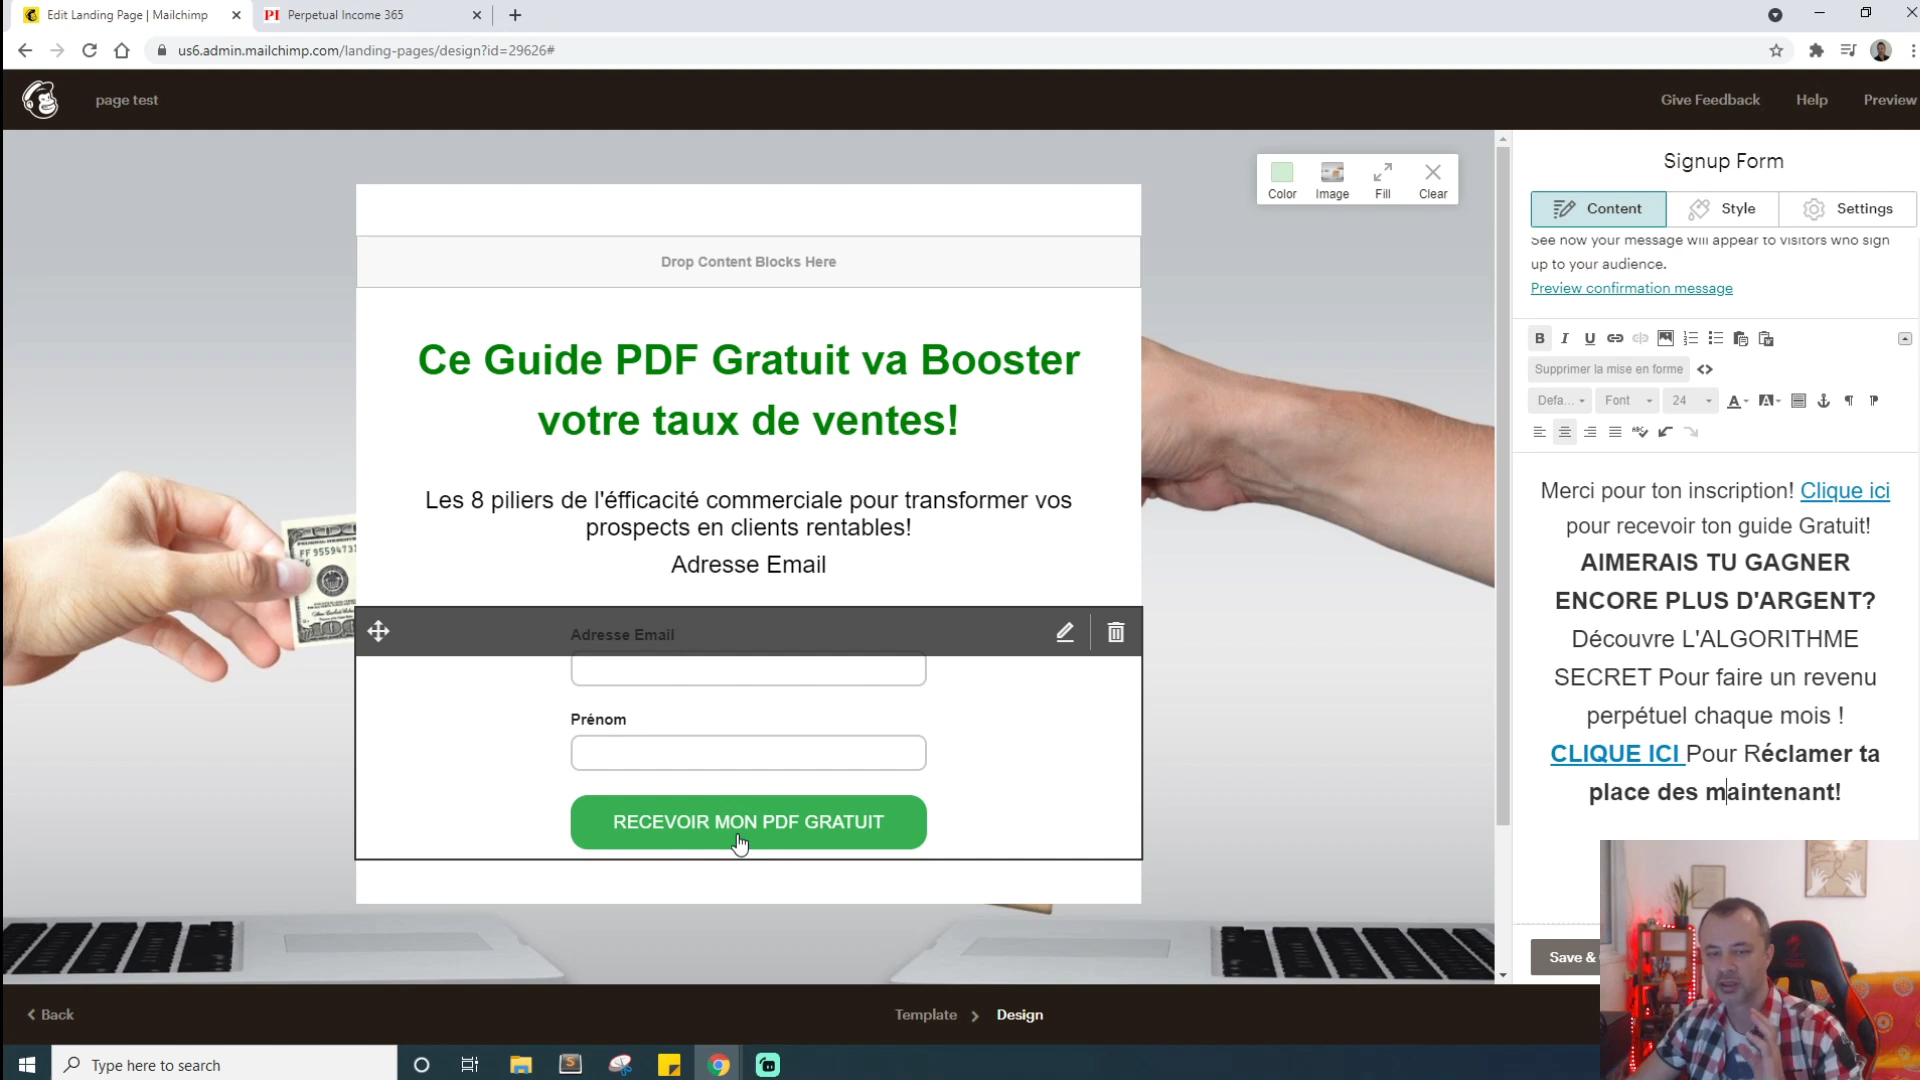 Edit Landing Page | Mailchimp
PI Perpetual Income 365
us6.admin.mailchimp.com/landing-pages/design?id=29626#
page test
Give Feedback
Help
Preview
Color
Image
Fill
Clear
Drop Content Blocks Here
Ce Guide PDF Gratuit va Booster
votre taux de ventes!
Les 8 piliers de l'éfficacité commerciale pour transformer vos
prospects en clients rentables!
Adresse Email
Adresse Email
Prénom
RECEVOIR MON PDF GRATUIT
Signup Form
Content
Style
Settings
See how your message will appear to visitors who sign
up to your audience.
Preview confirmation message
Supprimer la mise en forme
Defa...
Font
24
Merci pour ton inscription! Clique ici
pour recevoir ton guide Gratuit!
AIMERAIS TU GAGNER
ENCORE PLUS D'ARGENT?
Découvre L'ALGORITHME
SECRET Pour faire un revenu
perpétuel chaque mois !
CLIQUE ICI Pour Réclamer ta
place des maintenant!
Save &
Back
Template
Design
Type here to search